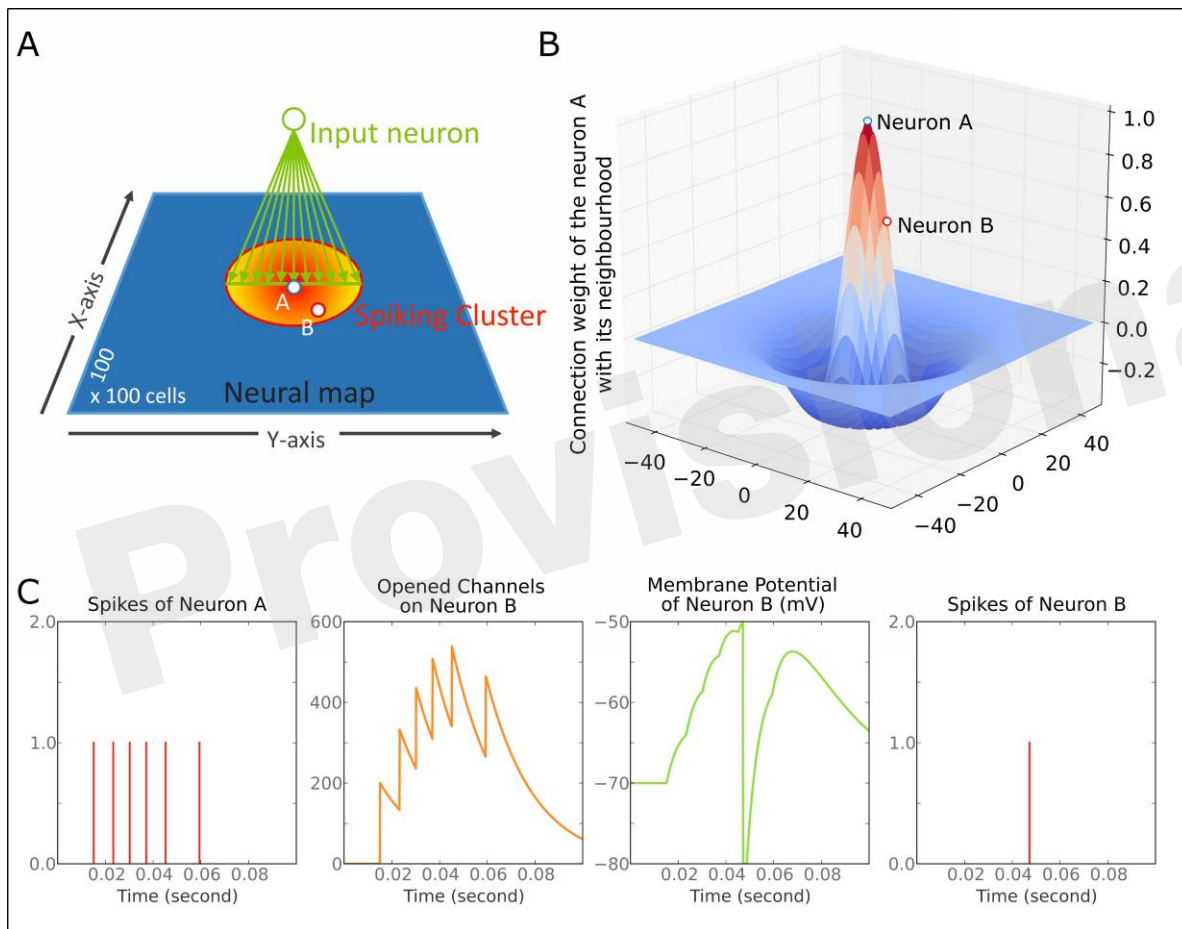 A
Input neuron
X-axis
A
B
Spiking Cluster
100
x 100 cells
Neural map
Y-axis
B
Connection weight of the neuron A
with its neighbourhood
Neuron A
Neuron B
1.0
0.8
0.6
0.4
0.2
0.0
−0.2
−40
−20
0
20
40
−40
−20
0
20
40
Provisiona
C
Spikes of Neuron A
2.0
1.0
0.0
0.02 0.04 0.06 0.08
Time (second)
Opened Channels
on Neuron B
600
400
200
0
0.02 0.04 0.06 0.08
Time (second)
Membrane Potential
of Neuron B (mV)
−50
−60
−70
−80
0.02 0.04 0.06 0.08
Time (second)
Spikes of Neuron B
2.0
1.0
0.0
0.02 0.04 0.06 0.08
Time (second)